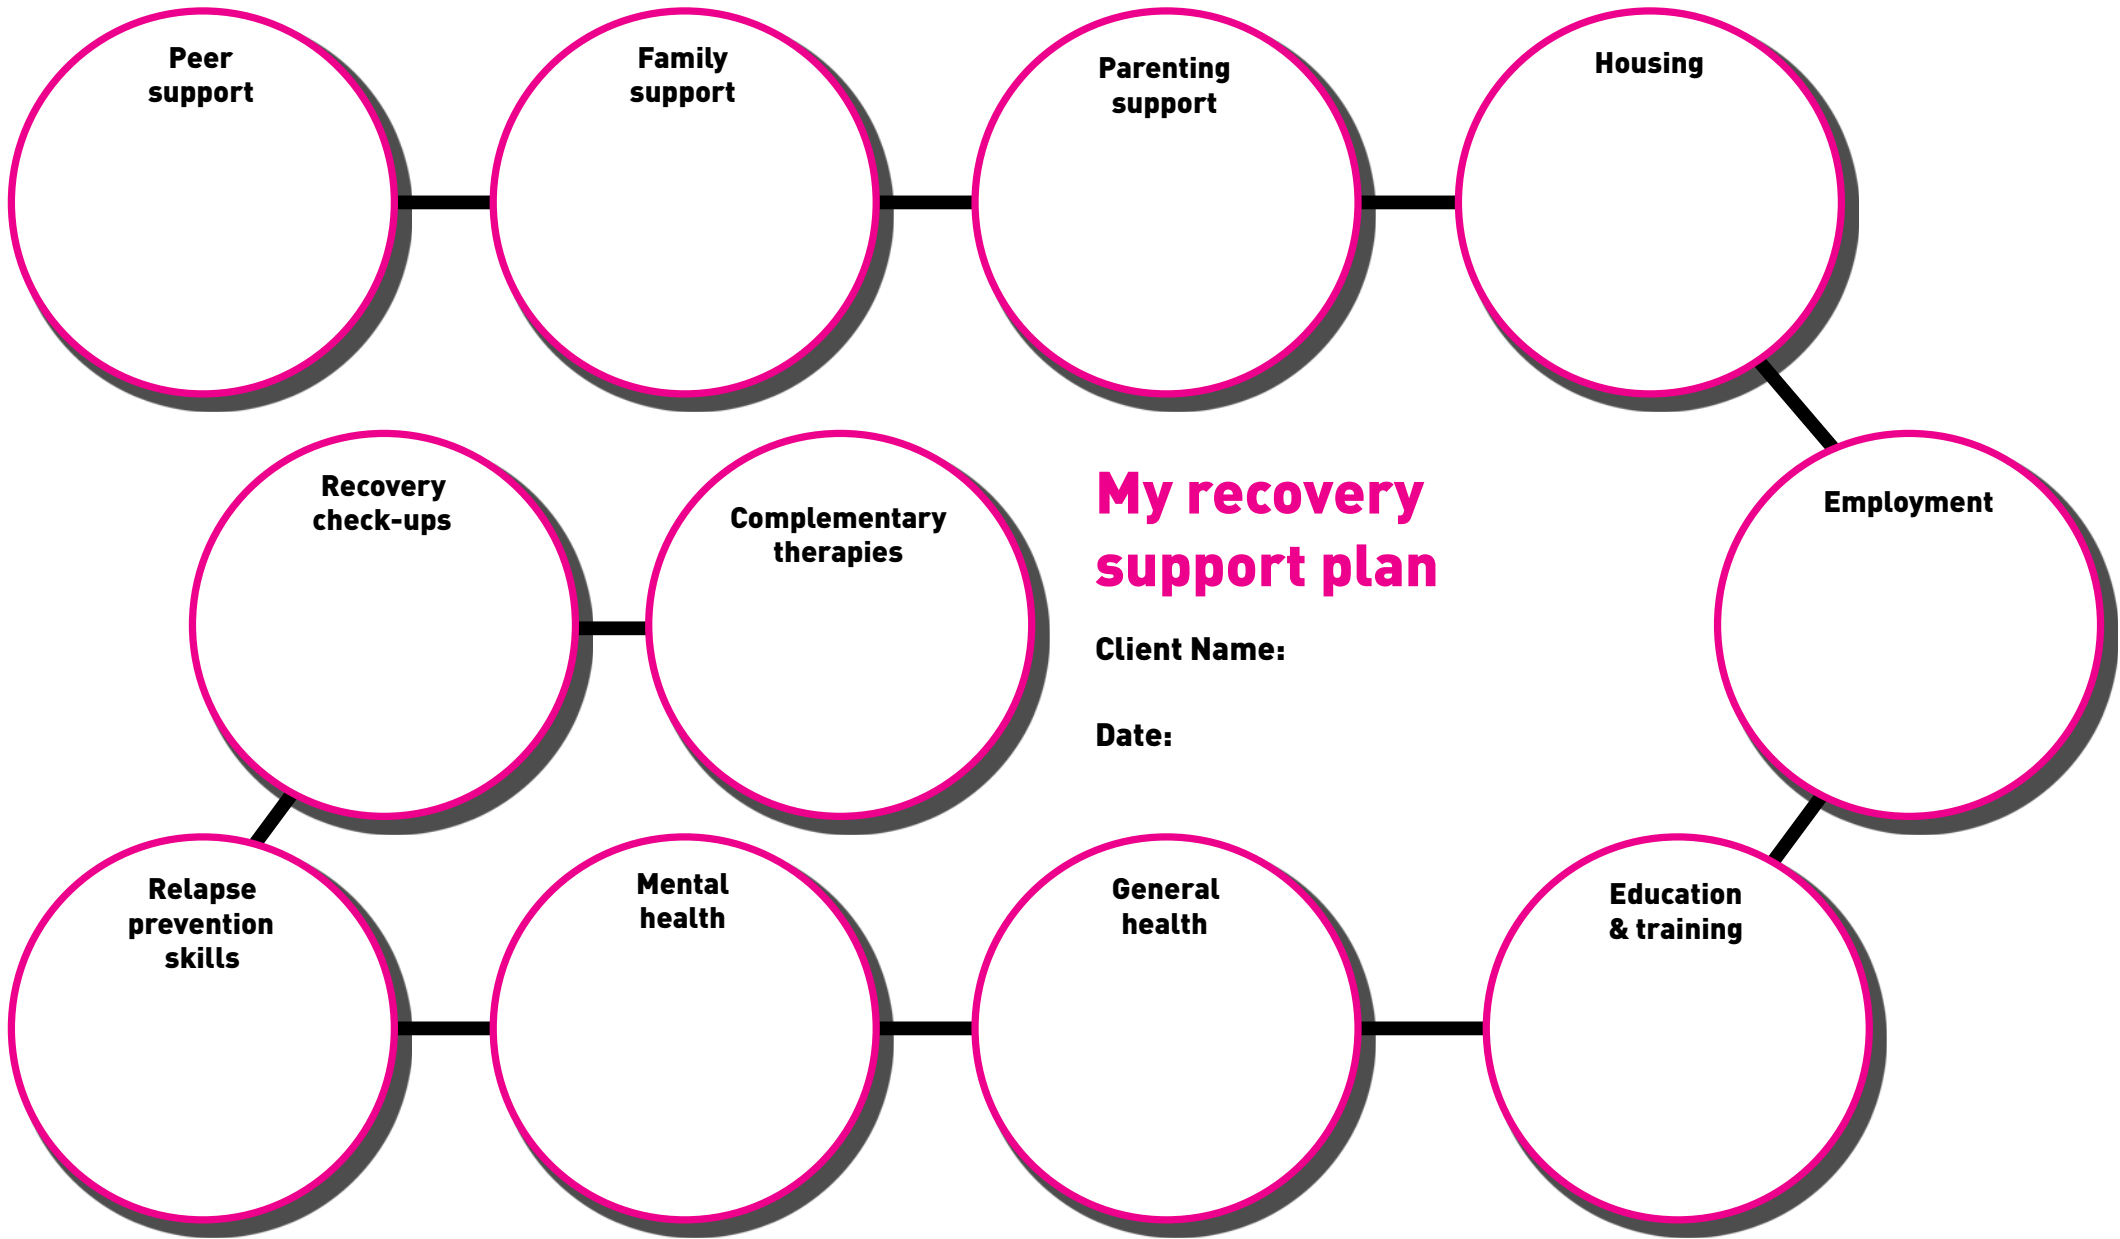 Peer
support
Family
support
Parenting
support
Housing
Recovery
check-ups
Complementary
therapies
My recovery
support plan
Client Name:
Date:
Employment
Relapse
prevention
skills
Mental
health
General
health
Education
& training